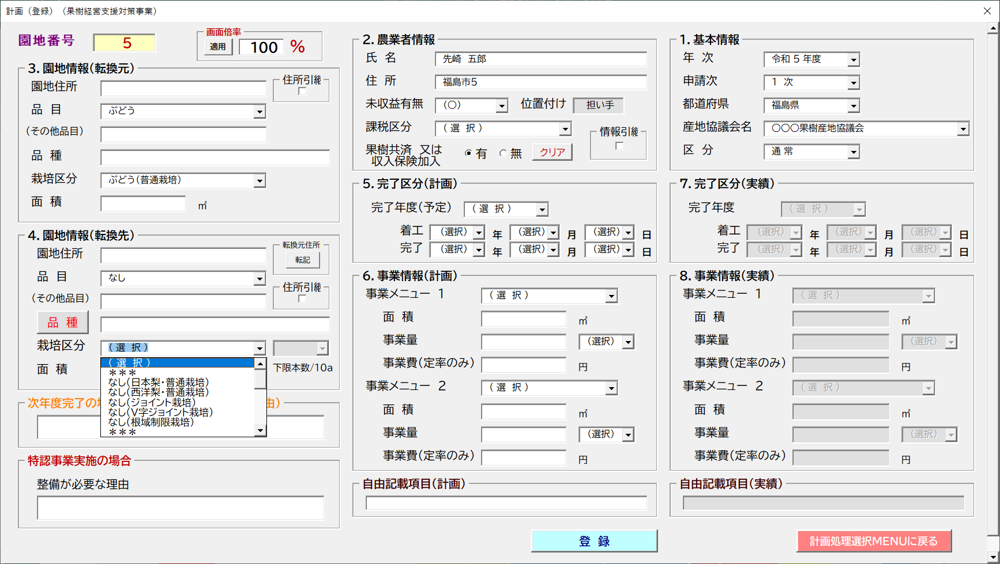 計画（登録）（果樹経営支援対策事業）
園地番号 5
画面倍率
適用 100 %
3. 園地情報(転換元)
園地住所
住所引継
品 目 ぶどう
(その他品目)
品 種
栽培区分 ぶどう(普通栽培)
面 積 ㎡
4. 園地情報(転換先)
園地住所
転換元住所
転記
品 目 なし
住所引継
(その他品目)
品 種
栽培区分 ( 選 択 )
面 積
下限本数/10a
( 選 択 )
＊＊＊
なし(日本梨・普通栽培)
なし(西洋梨・普通栽培)
なし(ジョイント栽培)
なし(V字ジョイント栽培)
なし(根域制限栽培)
＊＊＊
次年度完了の 由)
特認事業実施の場合
整備が必要な理由
2. 農業者情報
氏 名 先崎 五郎
住 所 福島市5
未収益有無 (○) 位置付け 担い手
課税区分 ( 選 択 )
情報引継
果樹共済 又は
収入保険加入
有 無 クリア
5. 完了区分(計画)
完了年度(予定) ( 選 択 )
着工 (選択) 年 (選択) 月 (選択) 日
完了 (選択) 年 (選択) 月 (選択) 日
6. 事業情報(計画)
事業メニュー 1 ( 選 択 )
面 積 ㎡
事業量 (選択)
事業費(定率のみ) 円
事業メニュー 2 ( 選 択 )
面 積 ㎡
事業量 (選択)
事業費(定率のみ) 円
自由記載項目(計画)
登 録
1. 基本情報
年 次 令和 5 年度
申請次 1 次
都道府県 福島県
産地協議会名 ○○○果樹産地協議会
区 分 通 常
7. 完了区分(実績)
完了年度 ( 選 択 )
着工 (選択) 年 (選択) 月 (選択) 日
完了 (選択) 年 (選択) 月 (選択) 日
8. 事業情報(実績)
事業メニュー 1 ( 選 択 )
面 積 ㎡
事業量 (選択)
事業費(定率のみ) 円
事業メニュー 2 ( 選 択 )
面 積 ㎡
事業量 (選択)
事業費(定率のみ) 円
自由記載項目(実績)
計画処理選択MENUに戻る